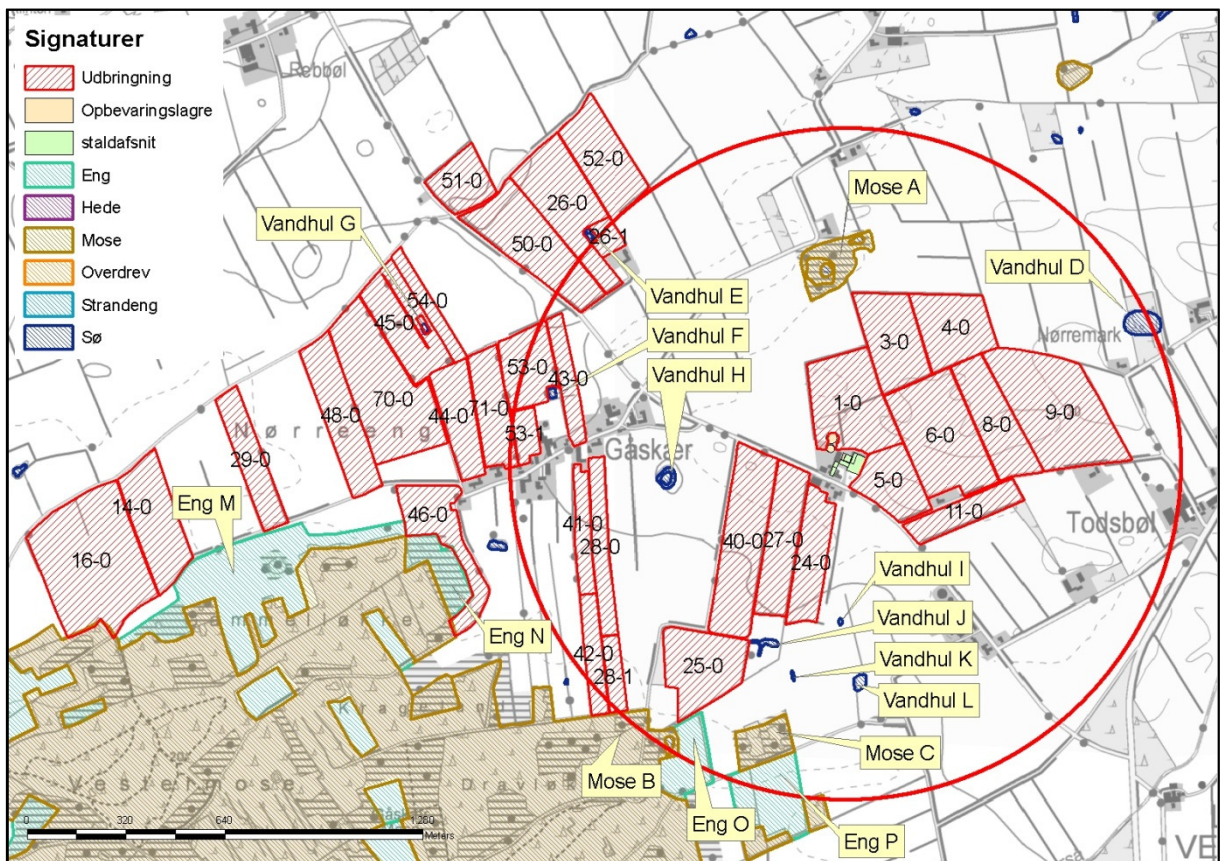 Signaturer
Udbringning
Opbevaringslagre
staldafsnit
Eng
Hede
Mose
Overdrev
Strandeng
Sø
Rebbøl
51-0
52-0
26-0
50-0
26-1
Mose A
Vandhul G
Vandhul D
Vandhul E
54-0
45-0
Vandhul F
Nørremark
3-0
4-0
53-0
43-0
Vandhul H
48-0
70-0
44-0
71-0
53-1
1-0
6-0
8-0
9-0
Nørreeng
29-0
Gåskær
5-0
14-0
Eng M
46-0
11-0
Todsbøl
16-0
41-0
28-0
40-0
27-0
24-0
Vandhul I
Vandhul J
Eng N
42-0
28-1
25-0
Vandhul K
Vandhul L
Mose B
Mose C
Vestermose
Eng O
Eng P
0 320 640 1.280
Meters
VE